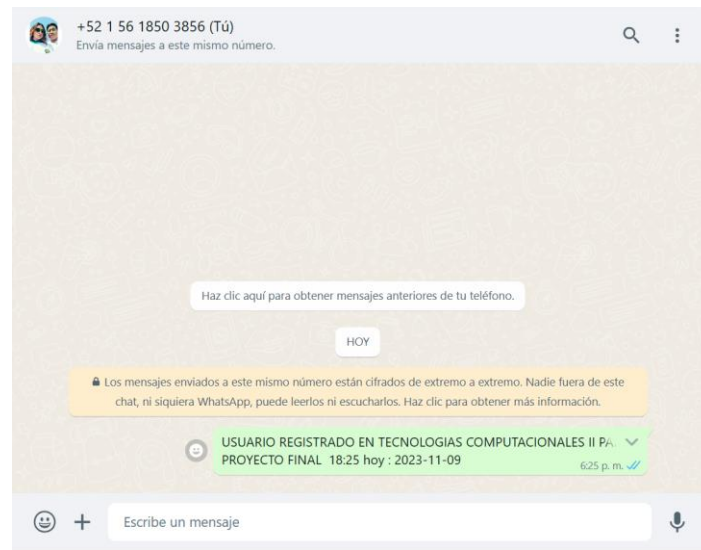 +52 1 56 1850 3856 (Tú)
Envía mensajes a este mismo número.
Haz clic aquí para obtener mensajes anteriores de tu teléfono.
HOY
Los mensajes enviados a este mismo número están cifrados de extremo a extremo. Nadie fuera de este
chat, ni siquiera WhatsApp, puede leerlos ni escucharlos. Haz clic para obtener más información.
USUARIO REGISTRADO EN TECNOLOGIAS COMPUTACIONALES II
PROYECTO FINAL 18:25 hoy : 2023-11-09
6:25 p. m.
Escribe un mensaje